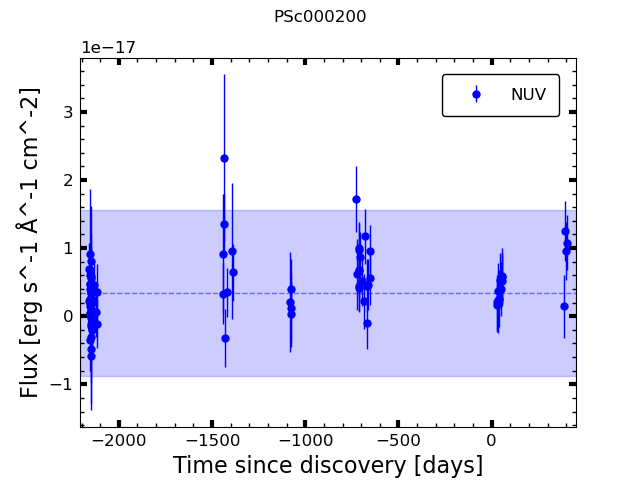 PSc000200
1e−17
NUV
Flux [erg s^-1 Å^-1 cm^-2]
3
2
1
0
−1
−2000
−1500
−1000
−500
0
Time since discovery [days]